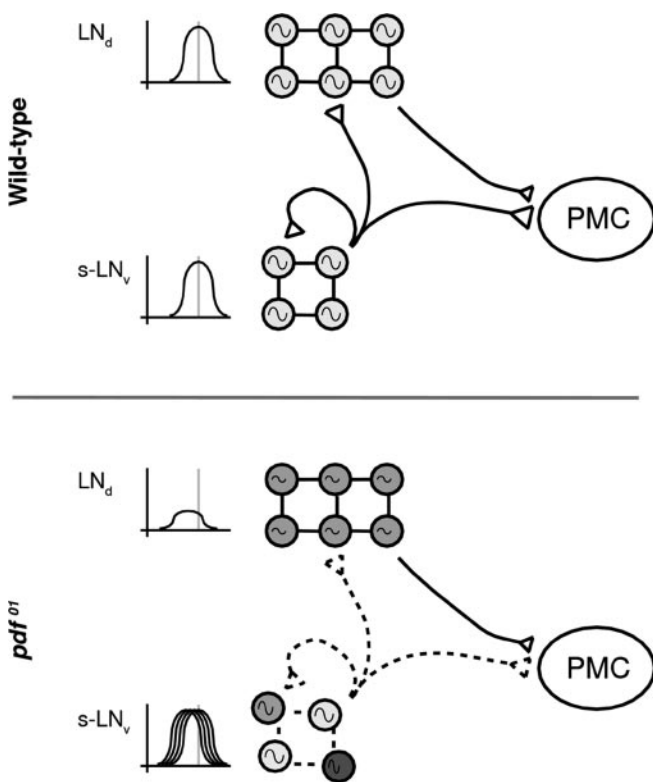 Wild-type
LNd
s-LNv
PMC
pdf01
LNd
s-LNv
PMC